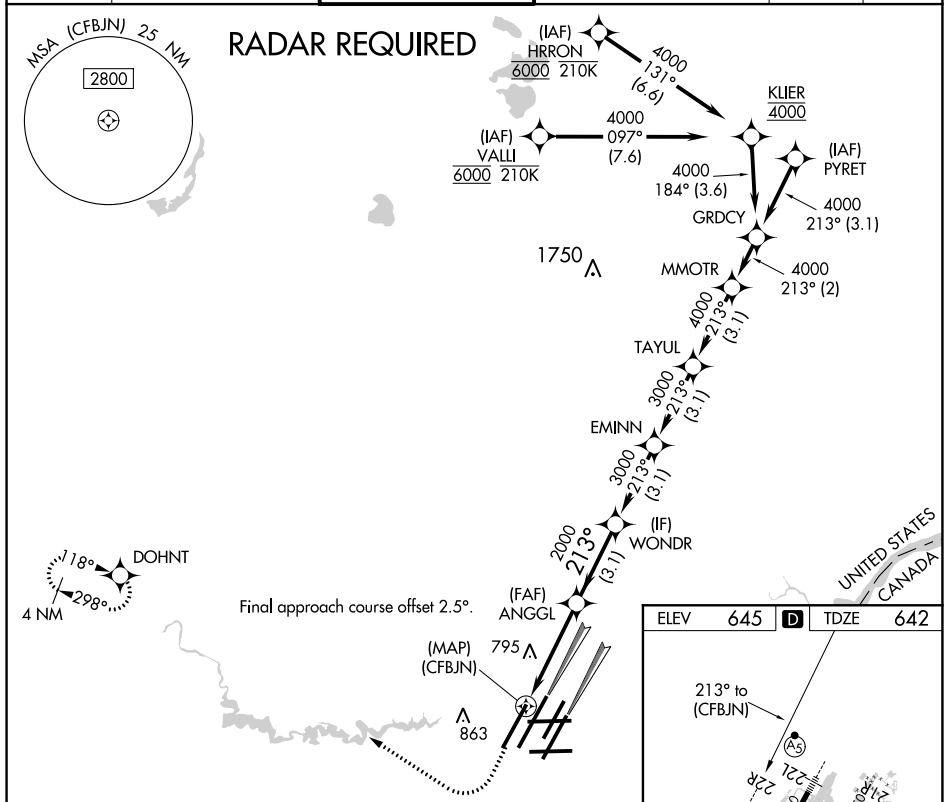 MSA (CFBJN) 25 NM
2800
RADAR REQUIRED
(IAF)
HRRON
6000 210K
4000
131°
(6.6)
KLIER
4000
(IAF)
VALLI
6000 210K
4000
097°
(7.6)
(IAF)
PYRET
4000
184° (3.6)
4000
213° (3.1)
GRDCY
1750
MMOTR
4000
213° (2)
4000
213°
(3.1)
TAYUL
3000
213°
(3.1)
EMINN
3000
213°
(3.1)
(IF)
WONDR
2000
213°
(3.1)
UNITED STATES
CANADA
118°
DOHNT
298°
4 NM
Final approach course offset 2.5°.
(FAF)
ANGGL
(MAP)
(CFBJN)
795
863
ELEV 645 D TDZE 642
213° to
(CFBJN)
A5
22R
22L
21R